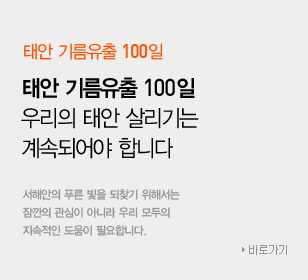 태안 기름유출 100일
태안 기름유출 100일
우리의 태안 살리기는
계속되어야 합니다
서해안의 푸른 빛을 되찾기 위해서는
잠깐의 관심이 아니라 우리 모두의
지속적인 도움이 필요합니다.
바로가기